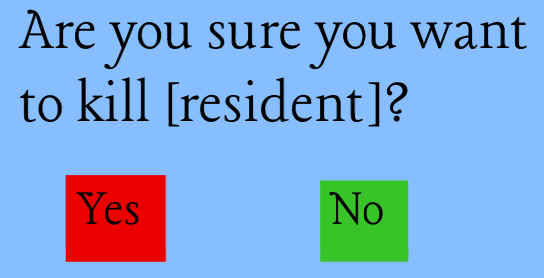 Are you sure you want
to kill [resident]?
Yes
No